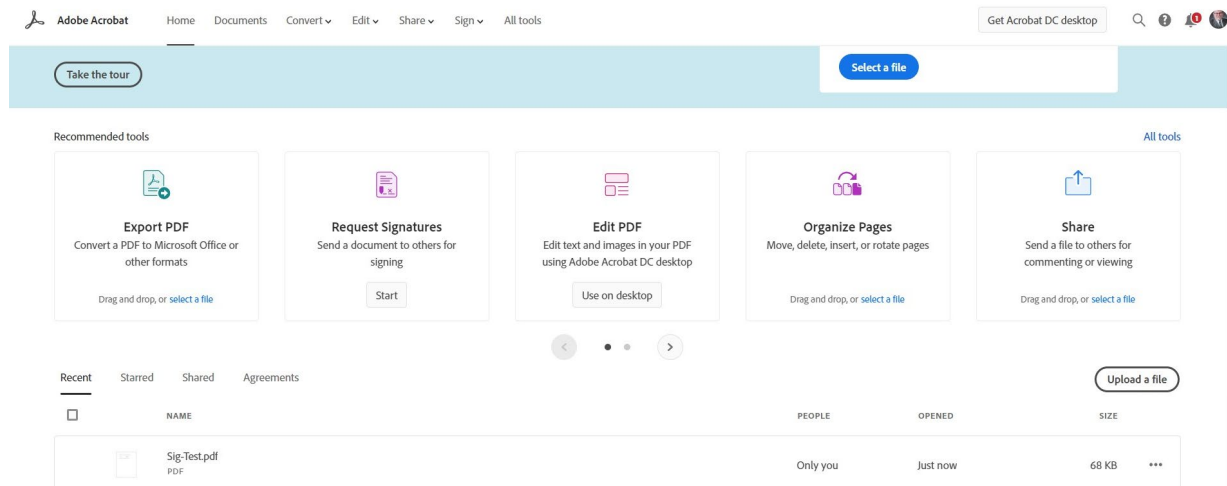 Adobe Acrobat Home Documents Convert Edit Share Sign All tools Get Acrobat DC desktop 1
Take the tour
Select a file
Recommended tools All tools
Export PDF
Convert a PDF to Microsoft Office or
other formats
Drag and drop, or select a file
Request Signatures
Send a document to others for
signing
Start
Edit PDF
Edit text and images in your PDF
using Adobe Acrobat DC desktop
Use on desktop
Organize Pages
Move, delete, insert, or rotate pages
Drag and drop, or select a file
Share
Send a file to others for
commenting or viewing
Drag and drop, or select a file
Recent Starred Shared Agreements Upload a file
NAME PEOPLE OPENED SIZE
Sig-Test.pdf
PDF
Only you Just now 68 KB